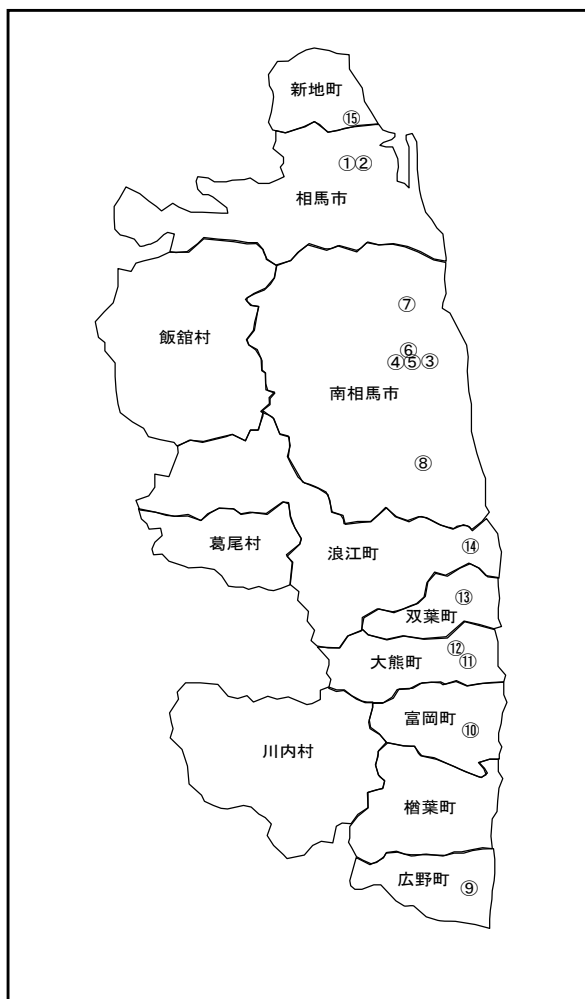 新地町
⑮
①②
相馬市
⑦
飯舘村
⑥
④⑤③
南相馬市
⑧
葛尾村
浪江町
⑭
⑬
双葉町
⑫
大熊町
⑪
富岡町
⑩
川内村
楢葉町
広野町
⑨